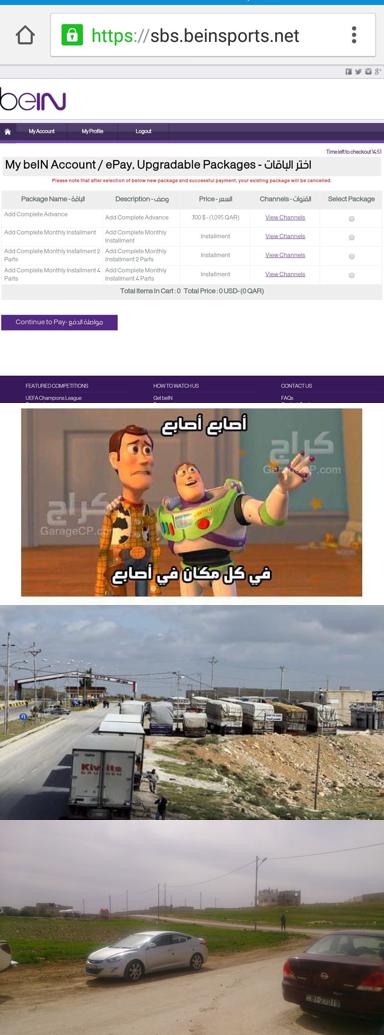 https://sbs.beinsports.net
beIN
My Account My Profile Logout
Time left to checkout 14:51
My beIN Account / ePay, Upgradable Packages - اختر الباقات
Please note that after selection of below new package and successful payment, your existing package will be cancelled.
Package Name - الباقة Description - وصف Price - السعر Channels - القنوات Select Package
Add Complete Advance Add Complete Advance 300 $ - (1,095 QAR) View Channels
Add Complete Monthly Installment Add Complete Monthly Installment Installment View Channels
Add Complete Monthly Installment 2 Parts Add Complete Monthly Installment 2 Parts Installment View Channels
Add Complete Monthly Installment 4 Parts Add Complete Monthly Installment 4 Parts Installment View Channels
Total Items In Cart : 0 Total Price : 0 USD- (0 QAR)
Continue to Pay- مواصلة الدفع
FEATURED COMPETITIONS HOW TO WATCH US CONTACT US
UEFA Champions League Get beIN FAQs
أصابع أصابع
كراج
GarageCP.com
كراج
GarageCP.com
في كل مكان في أصابع